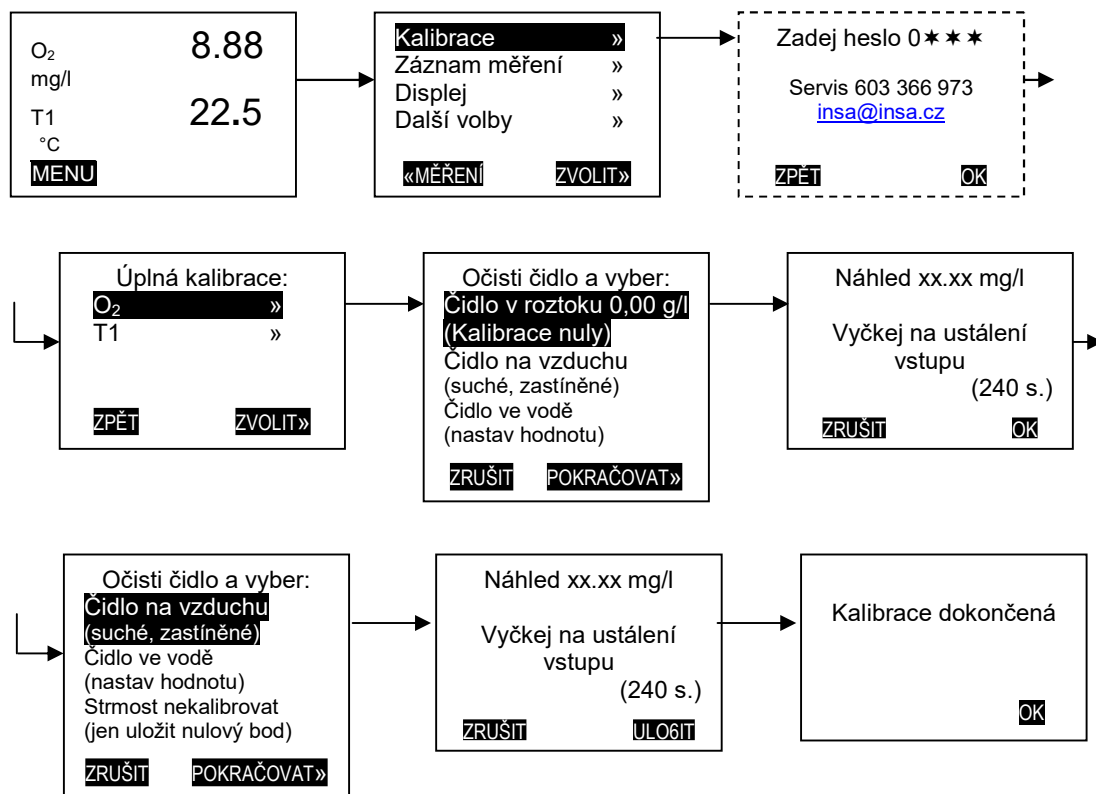 O₂ 8.88
mg/l
T1 22.5
°C
MENU
Kalibrace »
Záznam měření »
Displej »
Další volby »
«MĚŘENÍ ZVOLIT»
Zadej heslo 0✶✶✶
Servis 603 366 973
insa@insa.cz
ZPĚT OK
Úplná kalibrace:
O₂ »
T1 »
ZPĚT ZVOLIT»
Očisti čidlo a vyber:
Čidlo v roztoku 0,00 g/l
(Kalibrace nuly)
Čidlo na vzduchu
(suché, zastíněné)
Čidlo ve vodě
(nastav hodnotu)
ZRUŠIT POKRAČOVAT»
Náhled xx.xx mg/l
Vyčkej na ustálení
vstupu
(240 s.)
ZRUŠIT OK
Očisti čidlo a vyber:
Čidlo na vzduchu
(suché, zastíněné)
Čidlo ve vodě
(nastav hodnotu)
Strmost nekalibrovat
(jen uložit nulový bod)
ZRUŠIT POKRAČOVAT»
Náhled xx.xx mg/l
Vyčkej na ustálení
vstupu
(240 s.)
ZRUŠIT ULO6IT
Kalibrace dokončená
OK